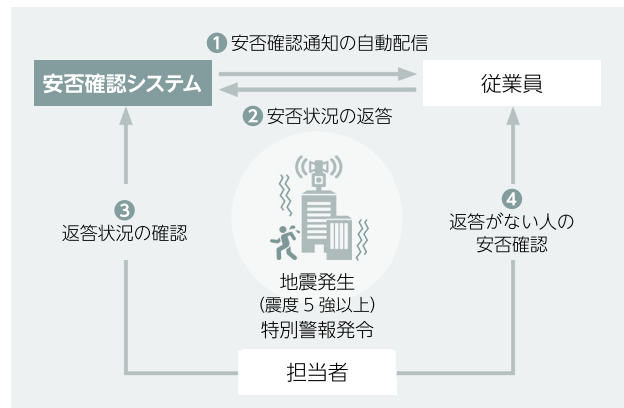 ❶安否確認通知の自動配信
安否確認システム
従業員
❷安否状況の返答
❸
返答状況の確認
❹
返答がない人の
安否確認
地震発生
(震度5強以上)
特別警報発令
担当者